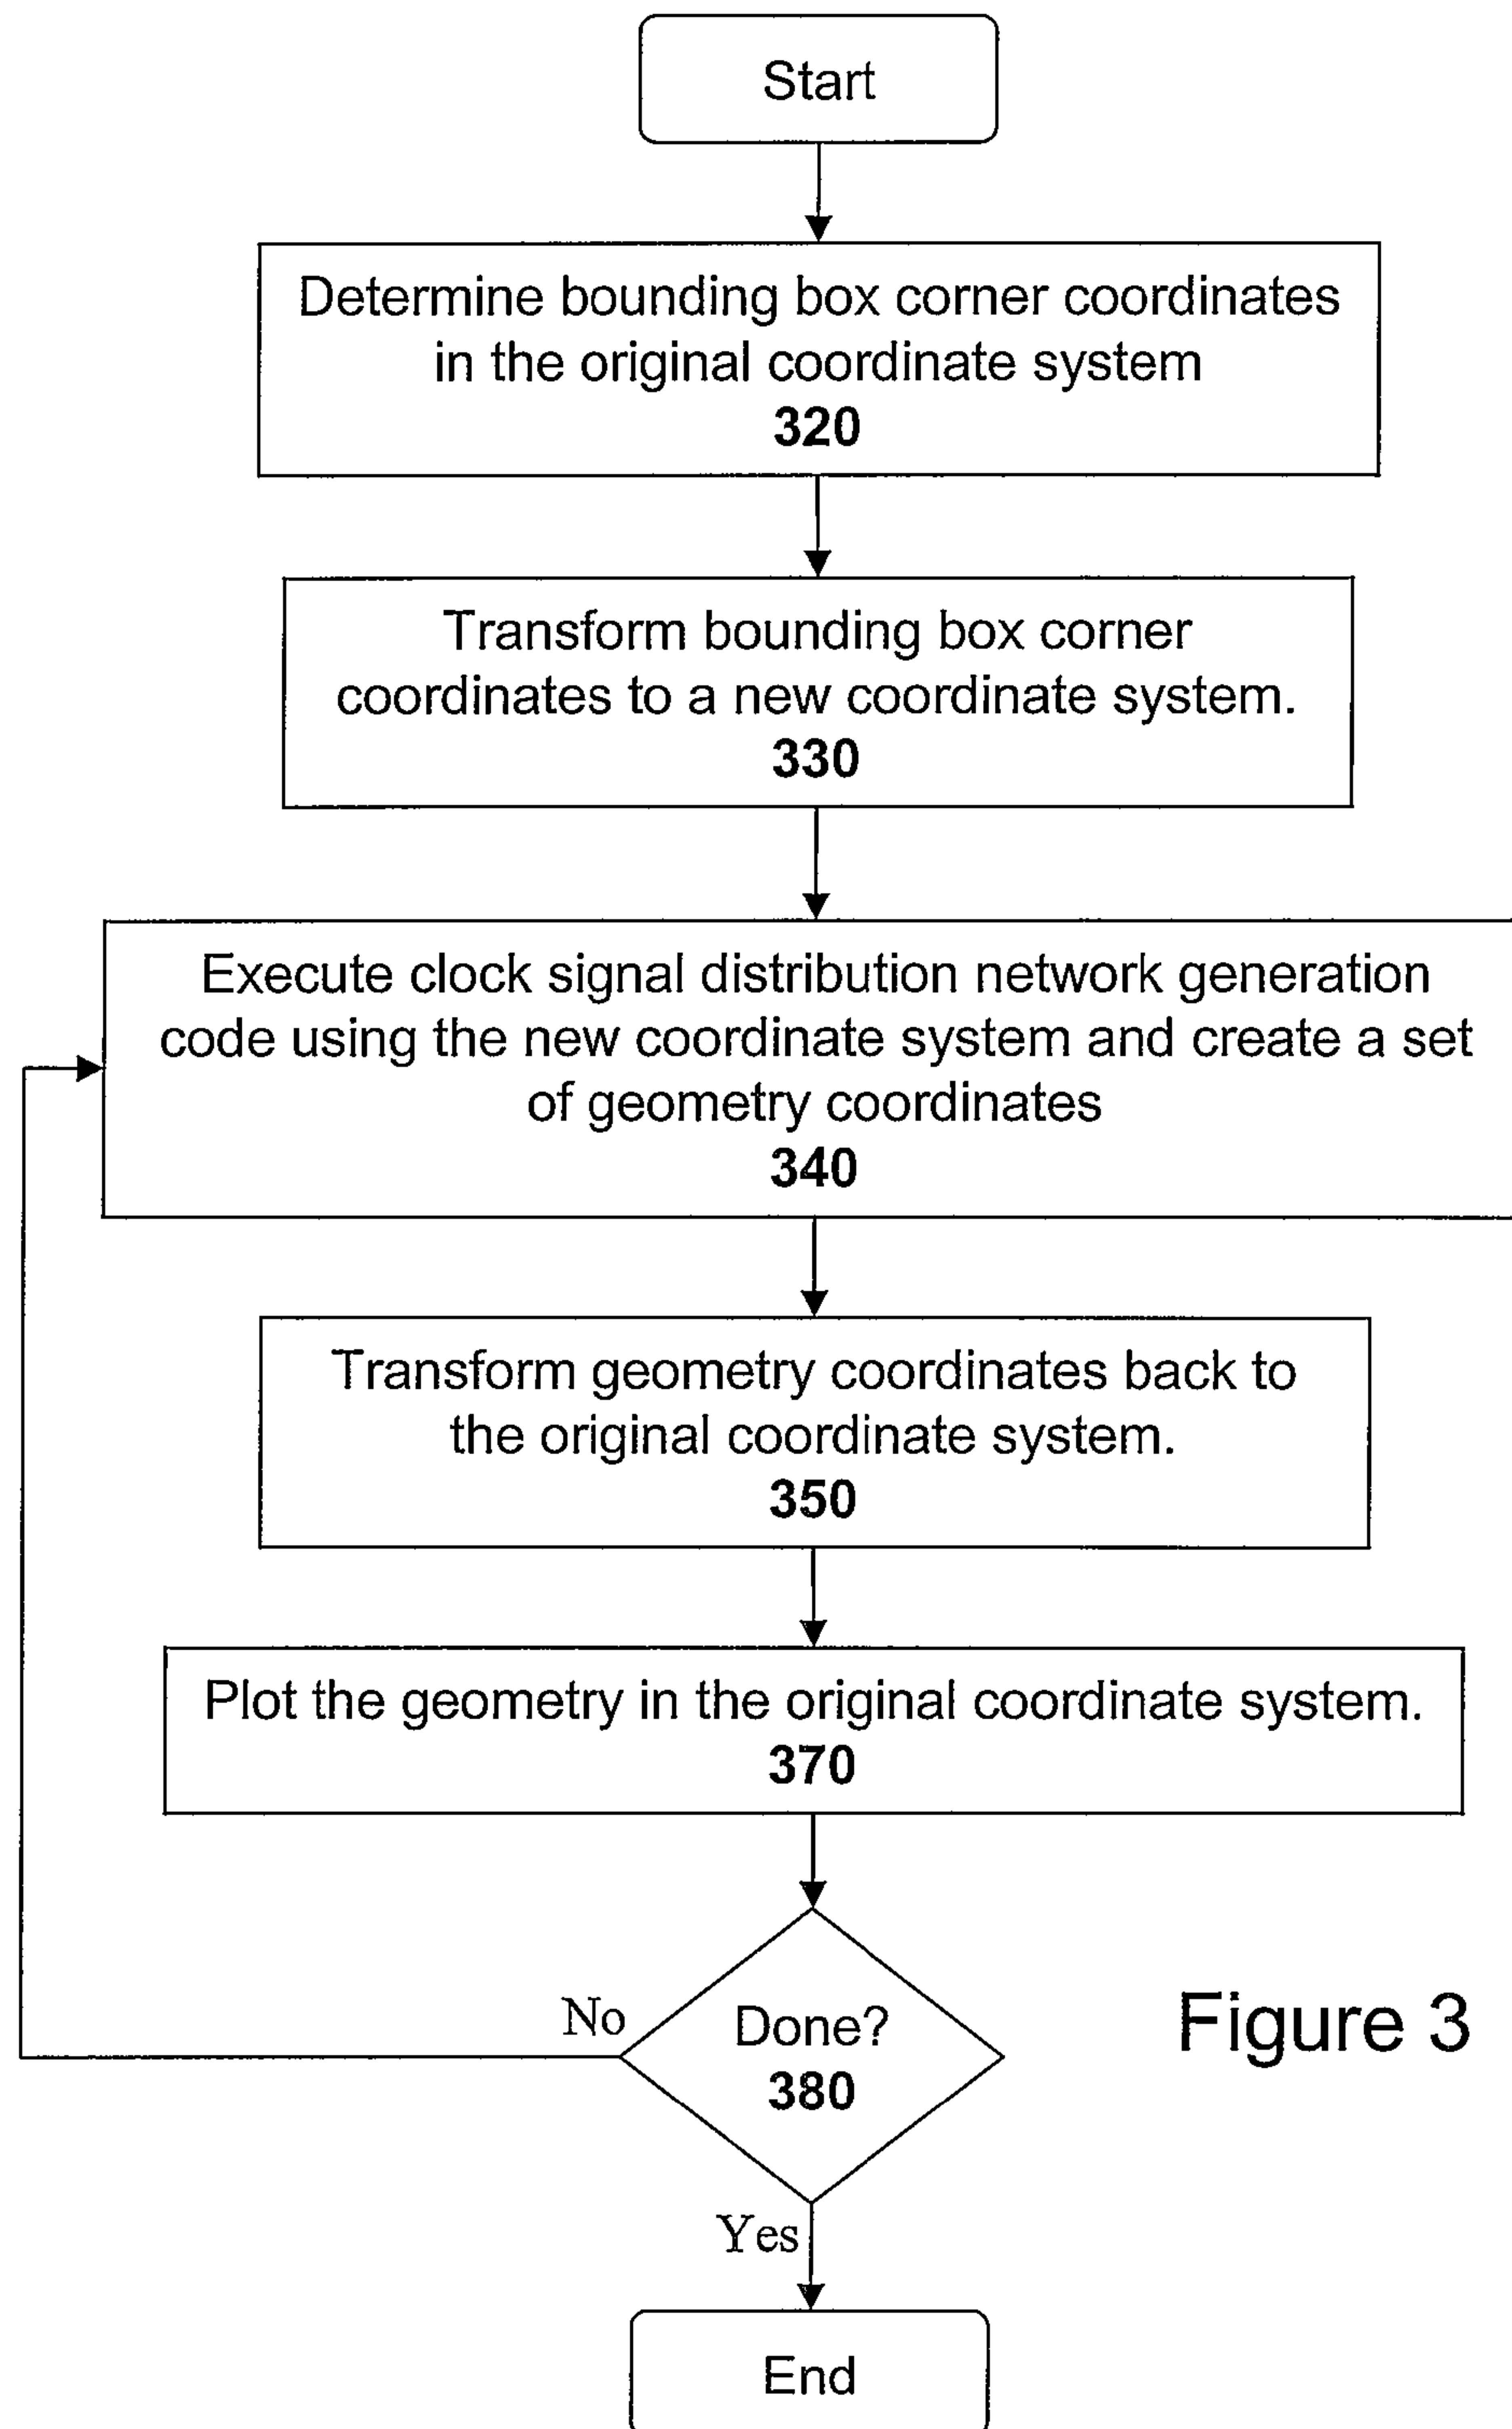 Start
Determine bounding box corner coordinates
in the original coordinate system
320
Transform bounding box corner
coordinates to a new coordinate system.
330
Execute clock signal distribution network generation
code using the new coordinate system and create a set
of geometry coordinates
340
Transform geometry coordinates back to
the original coordinate system.
350
Plot the geometry in the original coordinate system.
370
No
Done?
380
Figure 3
Yes
End